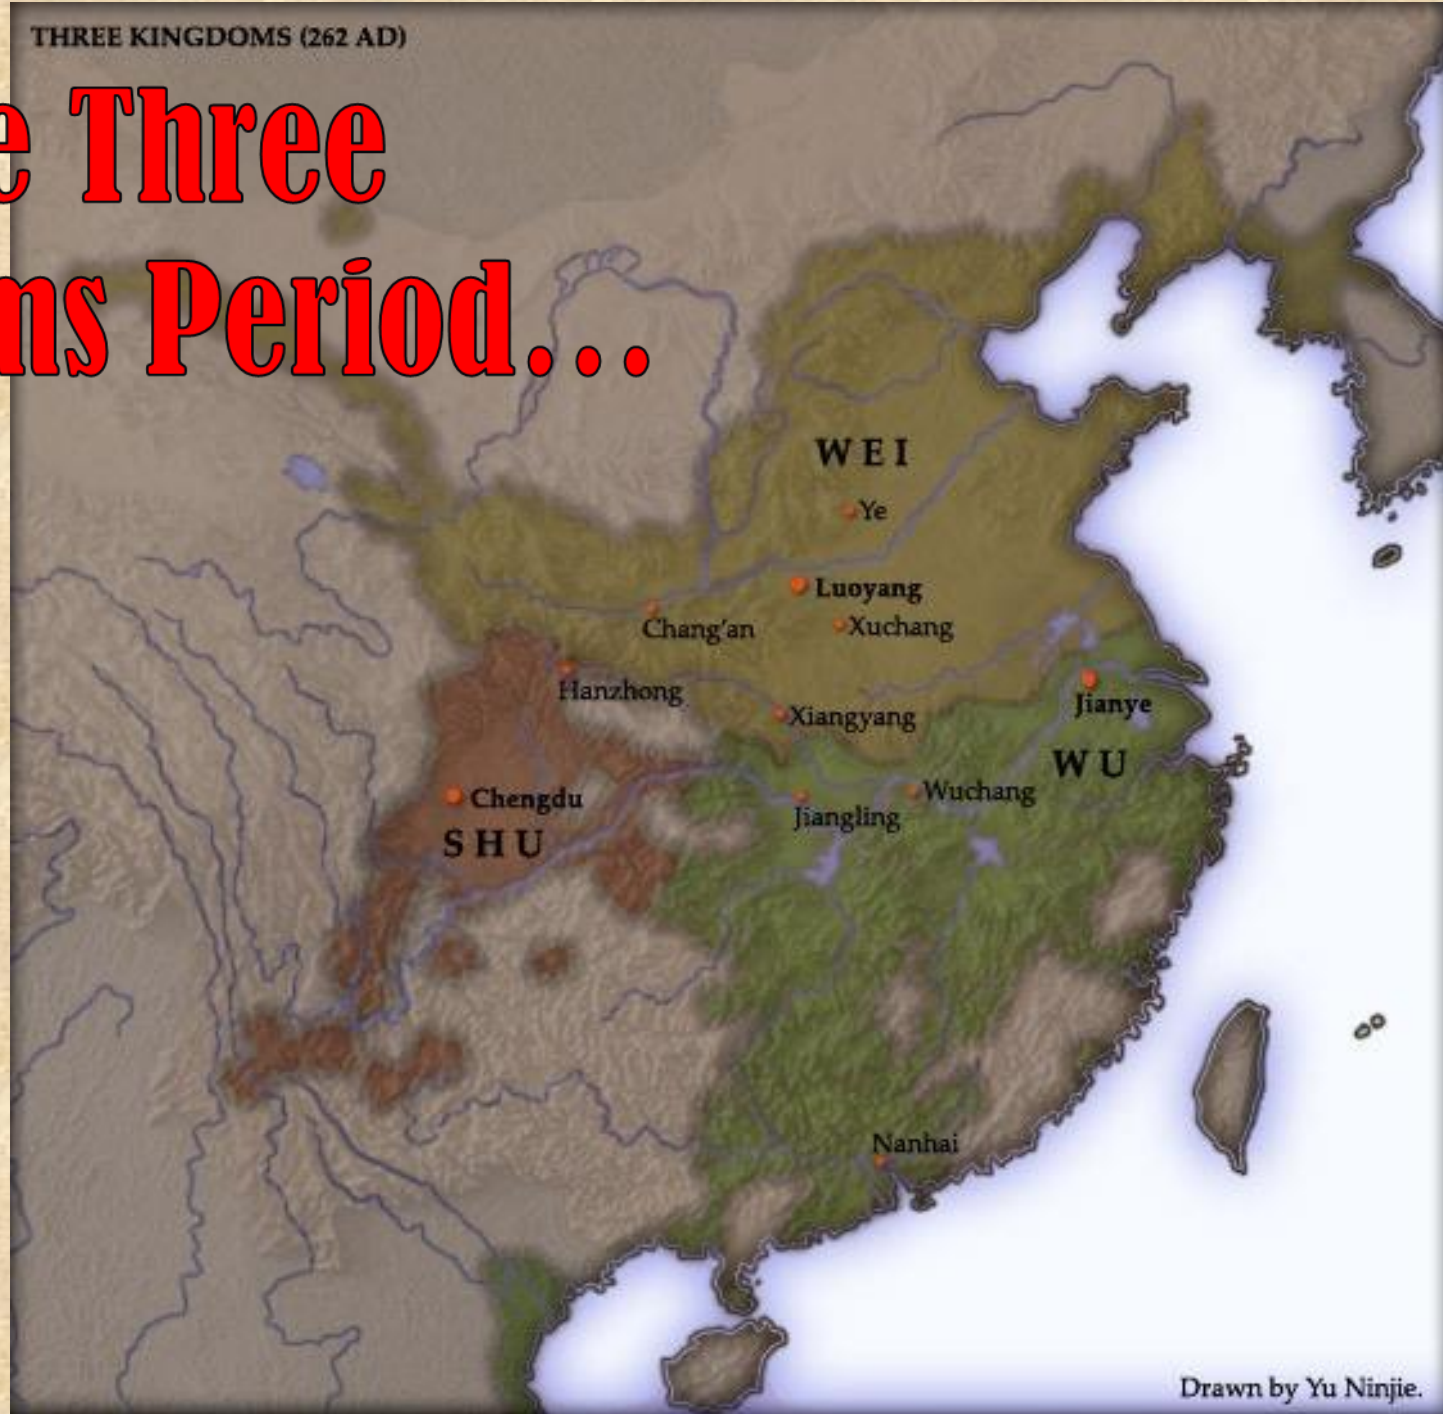 THREE KINGDOMS (262 AD)
e Three
ms Period...
WEI
Ye
Luoyang
Xuchang
Chang'an
Hanzhong
Xiangyang
Jianye
WU
Wuchang
Jiangling
Chengdu
SHU
Nanhai
Drawn by Yu Ninjie.